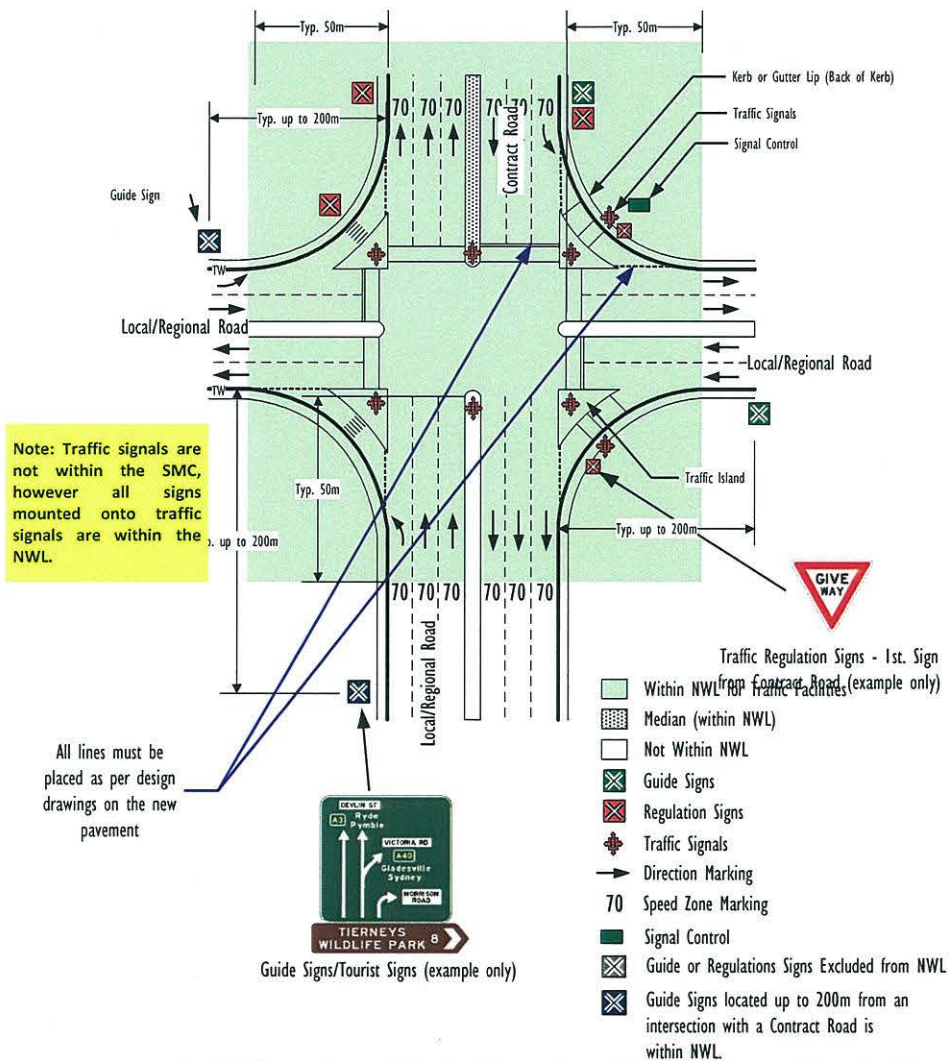 Typ. 50m
Typ. 50m
Kerb or Gutter Lip (Back of Kerb)
Traffic Signals
Signal Control
70 70 70 70 70 70
Contract Road
Typ. up to 200m
Guide Sign
TW
Local/Regional Road
Local/Regional Road
TW
Note: Traffic signals are
not within the SMC,
however all signs
mounted onto traffic
signals are within the
NWL.
Typ. 50m
Traffic Island
p. up to 200m
Typ. up to 200m
70 70 70 70 70 70
Local/Regional Road
GIVE
WAY
Traffic Regulation Signs - 1st. Sign
from Contract Road (example only)
Within NWL for Traffic Facilities
Median (within NWL)
Not Within NWL
Guide Signs
Regulation Signs
Traffic Signals
Direction Marking
70 Speed Zone Marking
Signal Control
Guide or Regulations Signs Excluded from NWL
Guide Signs located up to 200m from an
intersection with a Contract Road is
within NWL.
All lines must be
placed as per design
drawings on the new
pavement
DEVLIN ST
A3 Ryde
Pymble
VICTORIA RD
A40
Gladesville
Sydney
MORRISON
ROAD
TIERNEYS
WILDLIFE PARK 8
Guide Signs/Tourist Signs (example only)